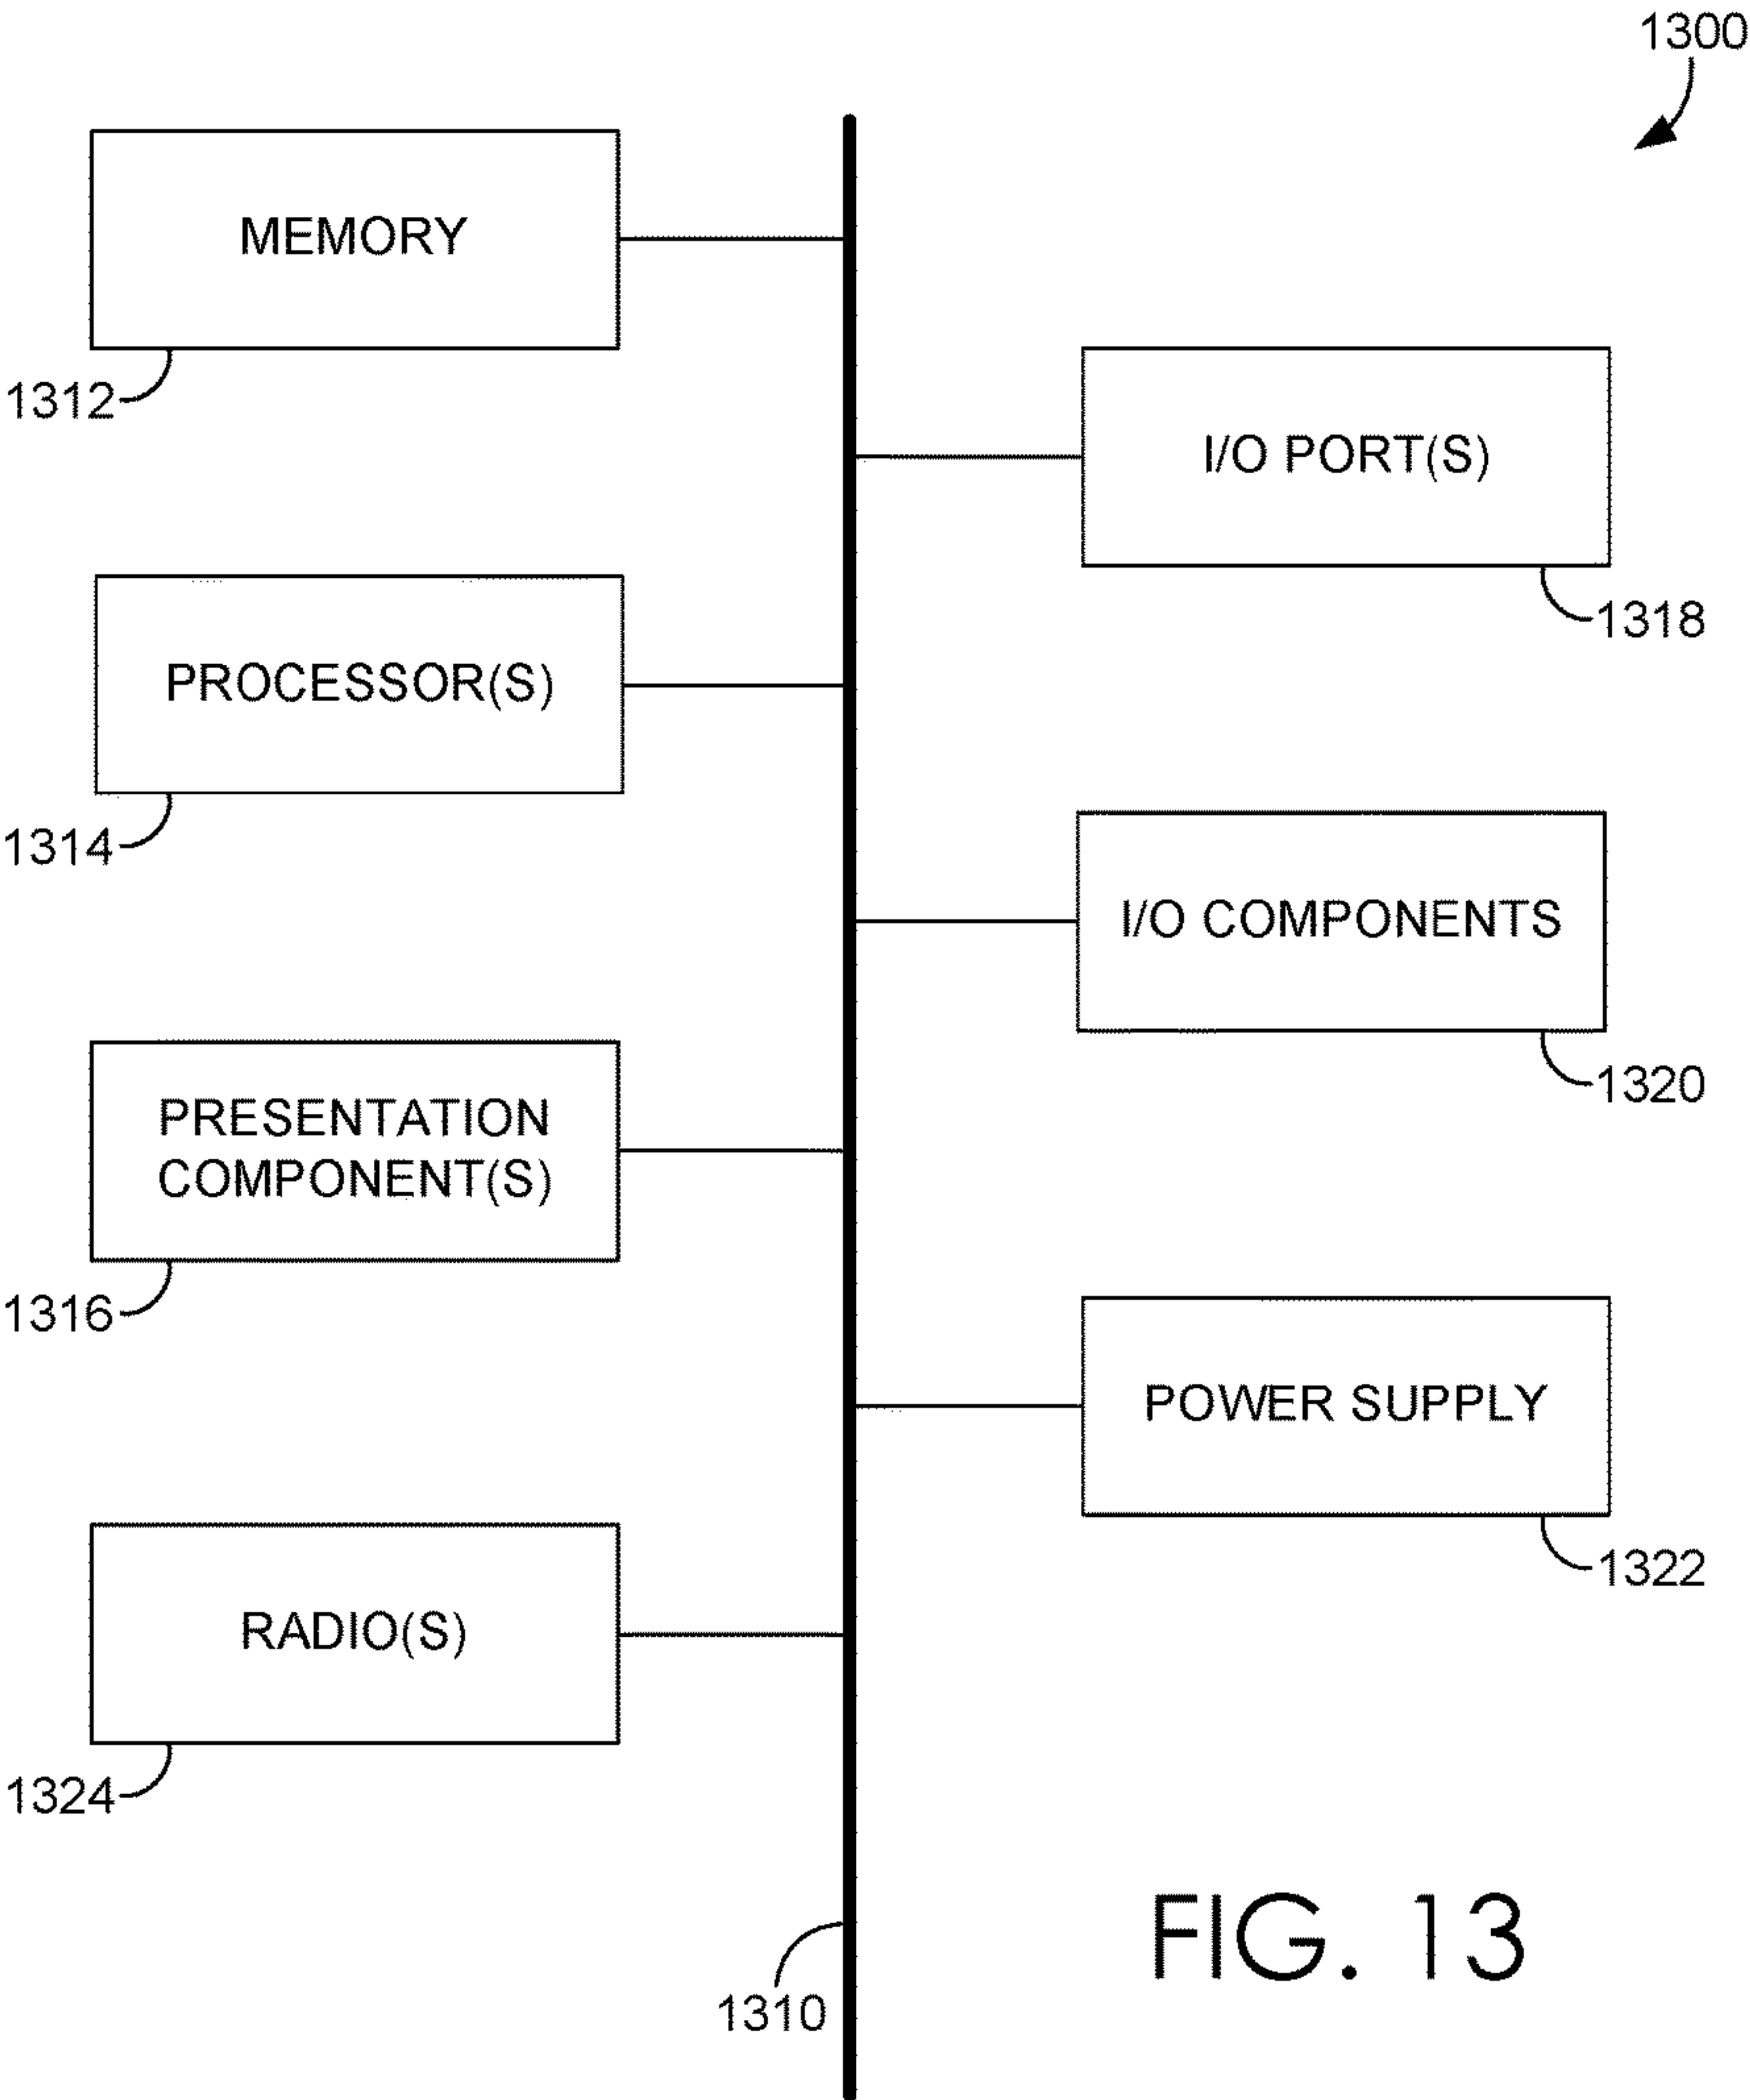 1300
MEMORY
1312
I/O PORT(S)
1318
PROCESSOR(S)
1314
I/O COMPONENTS
1320
PRESENTATION
COMPONENT(S)
1316
POWER SUPPLY
1322
RADIO(S)
1324
1310
FIG. 13